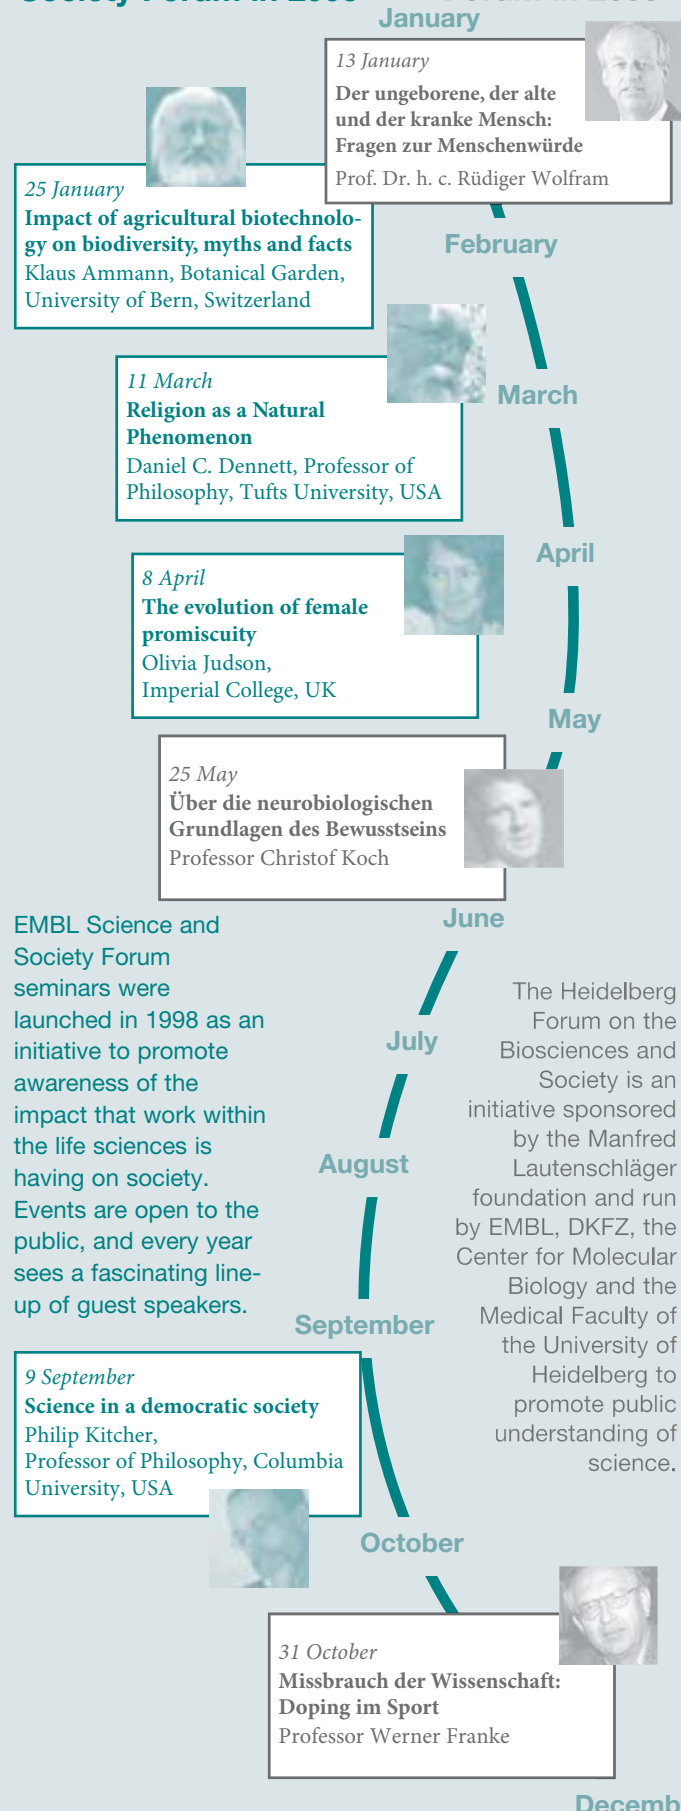 January
13 January
Der ungeborene, der alte
und der kranke Mensch:
Fragen zur Menschenwürde
Prof. Dr. h. c. Rüdiger Wolfram
25 January
Impact of agricultural biotechnolo-
gy on biodiversity, myths and facts
Klaus Ammann, Botanical Garden,
University of Bern, Switzerland
February
11 March
Religion as a Natural
Phenomenon
Daniel C. Dennett, Professor of
Philosophy, Tufts University, USA
March
April
8 April
The evolution of female
promiscuity
Olivia Judson,
Imperial College, UK
May
25 May
Über die neurobiologischen
Grundlagen des Bewusstseins
Professor Christof Koch
June
EMBL Science and
Society Forum
seminars were
launched in 1998 as an
initiative to promote
awareness of the
impact that work within
the life sciences is
having on society.
Events are open to the
public, and every year
sees a fascinating line-
up of guest speakers.
The Heidelberg
Forum on the
Biosciences and
Society is an
initiative sponsored
by the Manfred
Lautenschläger
foundation and run
by EMBL, DKFZ, the
Center for Molecular
Biology and the
Medical Faculty of
the University of
Heidelberg to
promote public
understanding of
science.
July
August
September
9 September
Science in a democratic society
Philip Kitcher,
Professor of Philosophy, Columbia
University, USA
October
31 October
Missbrauch der Wissenschaft:
Doping im Sport
Professor Werner Franke
Decemb